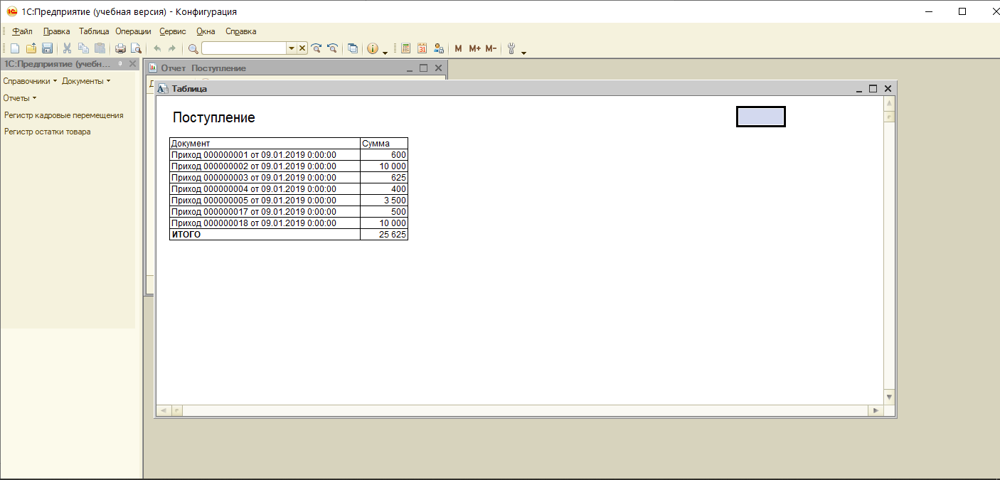 1С:Предприятие (учебная версия) - Конфигурация
Файл Правка Таблица Операции Сервис Окна Справка
31 M M+ M-
1С:Предприятие (учебн...
Справочники Документы
Отчеты
Регистр кадровые перемещения
Регистр остатки товара
Отчет Поступление
Таблица
Поступление
Документ Сумма
Приход 000000001 от 09.01.2019 0:00:00 600
Приход 000000002 от 09.01.2019 0:00:00 10 000
Приход 000000003 от 09.01.2019 0:00:00 625
Приход 000000004 от 09.01.2019 0:00:00 400
Приход 000000005 от 09.01.2019 0:00:00 3 500
Приход 000000017 от 09.01.2019 0:00:00 500
Приход 000000018 от 09.01.2019 0:00:00 10 000
ИТОГО 25 625